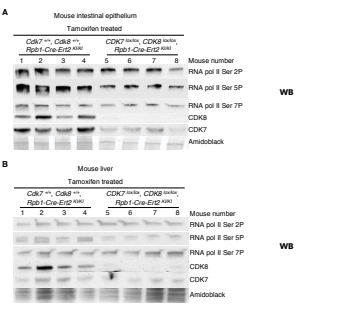 A
Mouse intestinal epithelium
Tamoxifen treated
Cdk7 +/+, Cdk8 +/+, CDK7 lox/lox, CDK8 lox/lox,
Rpb1-Cre-Ert2 KI/KI Rpb1-Cre-Ert2 KI/KI
1 2 3 4 5 6 7 8 Mouse number
RNA pol II Ser 2P
RNA pol II Ser 5P
WB
RNA pol II Ser 7P
CDK8
CDK7
Amidoblack
B
Mouse liver
Tamoxifen treated
Cdk7 +/+, Cdk8 +/+, CDK7 lox/lox, CDK8 lox/lox,
Rpb1-Cre-Ert2 KI/KI Rpb1-Cre-Ert2 KI/KI
1 2 3 4 5 6 7 8 Mouse number
RNA pol II Ser 2P
RNA pol II Ser 5P
WB
RNA pol II Ser 7P
CDK8
CDK7
Amidoblack